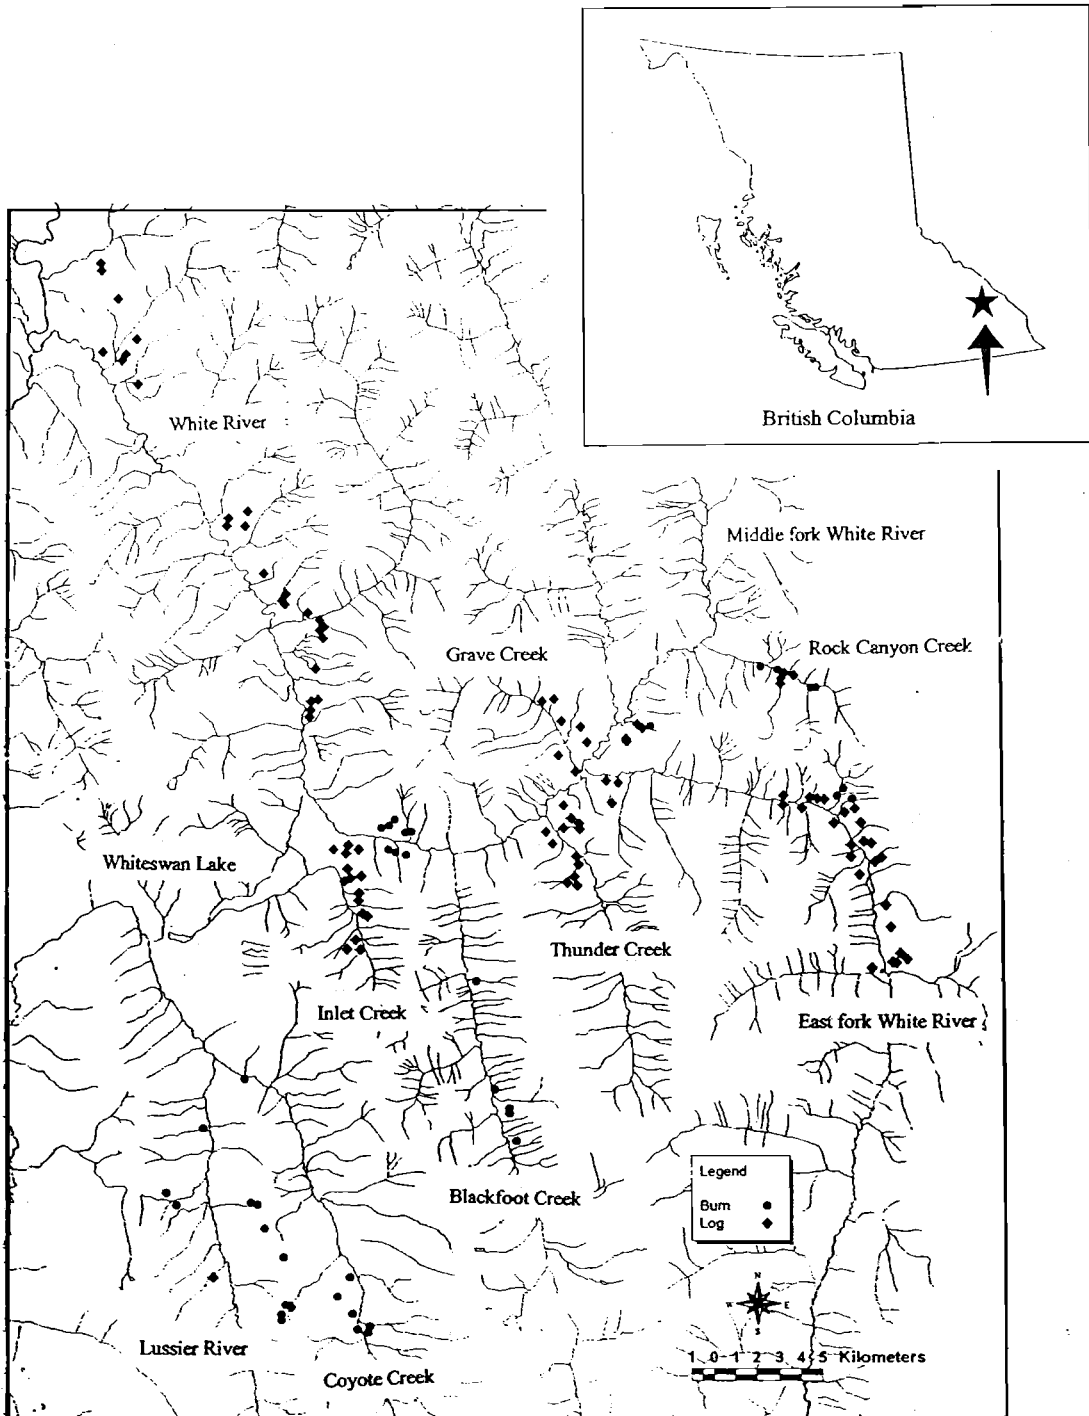 British Columbia
White River
Middle fork White River
Rock Canyon Creek
Grave Creek
Whiteswan Lake
Thunder Creek
Inlet Creek
East fork White River
Blackfoot Creek
Legend
Burn
Log
N
E
S
Lussier River
1 0 1 2 3 4 5 Kilometers
Coyote Creek